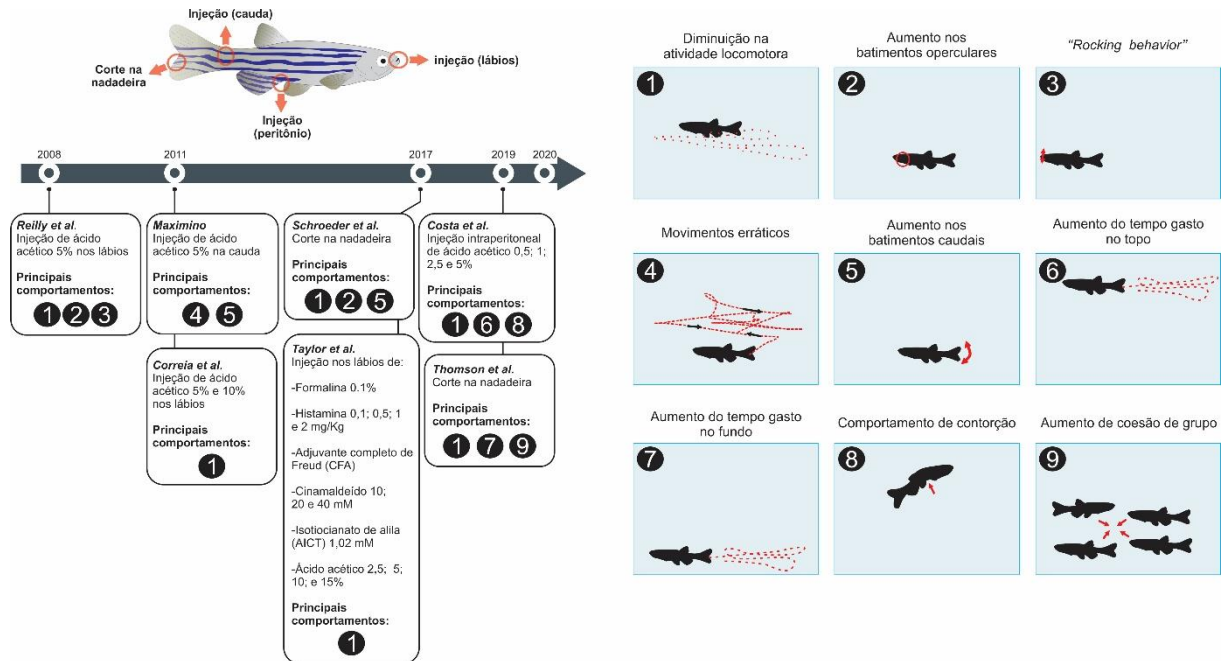 Injeção (cauda)
Corte na
nadadeira
injeção (lábios)
Injeção
(peritônio)
2008
2011
2017
2019
2020
Reilly et al.
Injeção de ácido
acético 5% nos lábios
Principais
comportamentos:
1 2 3
Maximino
Injeção de ácido
acético 5% na cauda
Principais
comportamentos:
4 5
Correia et al.
Injeção de ácido
acético 5% e 10%
nos lábios
Principais
comportamentos:
1
Schroeder et al.
Corte na nadadeira
Principais
comportamentos:
1 2 5
Taylor et al.
Injeção nos lábios de:
-Formalina 0.1%
-Histamina 0,1; 0,5; 1
e 2 mg/Kg
-Adjuvante completo de
Freud (CFA)
-Cinamaldeído 10;
20 e 40 mM
-Isotiocianato de alila
(AICT) 1,02 mM
-Ácido acético 2,5; 5;
10; e 15%
Principais
comportamentos:
1
Costa et al.
Injeção intraperitoneal
de ácido acético 0,5; 1;
2,5 e 5%
Principais
comportamentos:
1 6 8
Thomson et al.
Corte na nadadeira
Principais
comportamentos:
1 7 9
Diminuição na
atividade locomotora
1
Aumento nos
batimentos operculares
2
"Rocking behavior"
3
Movimentos erráticos
4
Aumento nos
batimentos caudais
5
Aumento do tempo gasto
no topo
6
Aumento do tempo gasto
no fundo
7
Comportamento de contorção
8
Aumento de coesão de grupo
9